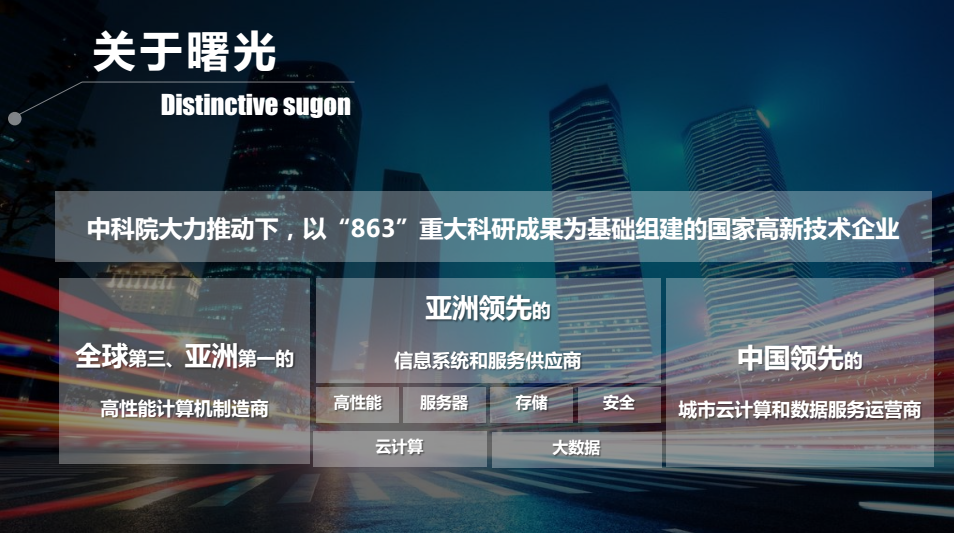 关于曙光
Distinctive sugon
中科院大力推动下，以“863”重大科研成果为基础组建的国家高新技术企业
全球第三、亚洲第一的
高性能计算机制造商
亚洲领先的
信息系统和服务供应商
高性能
服务器
存储
安全
云计算
大数据
中国领先的
城市云计算和数据服务运营商